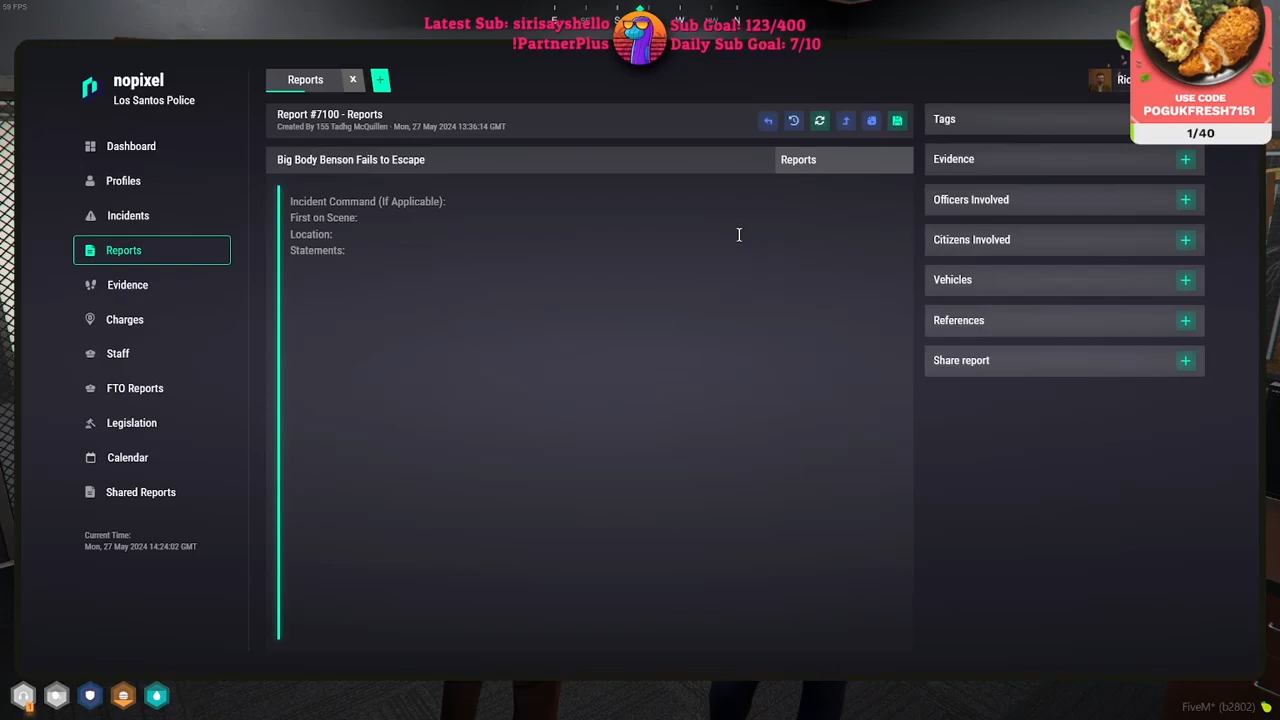 59 FPS
Latest Sub: sirisayshello
!PartnerPlus
E
S
W
NW
N
Sub Goal: 123/400
Daily Sub Goal: 7/10
USE CODE
POGUKFRESH7151
1/40
nopixel
Los Santos Police
Dashboard
Profiles
Incidents
Reports
Evidence
Charges
Staff
FTO Reports
Legislation
Calendar
Shared Reports
Current Time:
Mon, 27 May 2024 14:24:02 GMT
Reports x +
Report #7100 - Reports
Created By 155 Tadhg McQuillen - Mon, 27 May 2024 13:36:14 GMT
Big Body Benson Fails to Escape
Reports
Incident Command (If Applicable):
First on Scene:
Location:
Statements:
Ric
Tags
Evidence +
Officers Involved +
Citizens Involved +
Vehicles +
References +
Share report +
1
FiveM* (b2802)